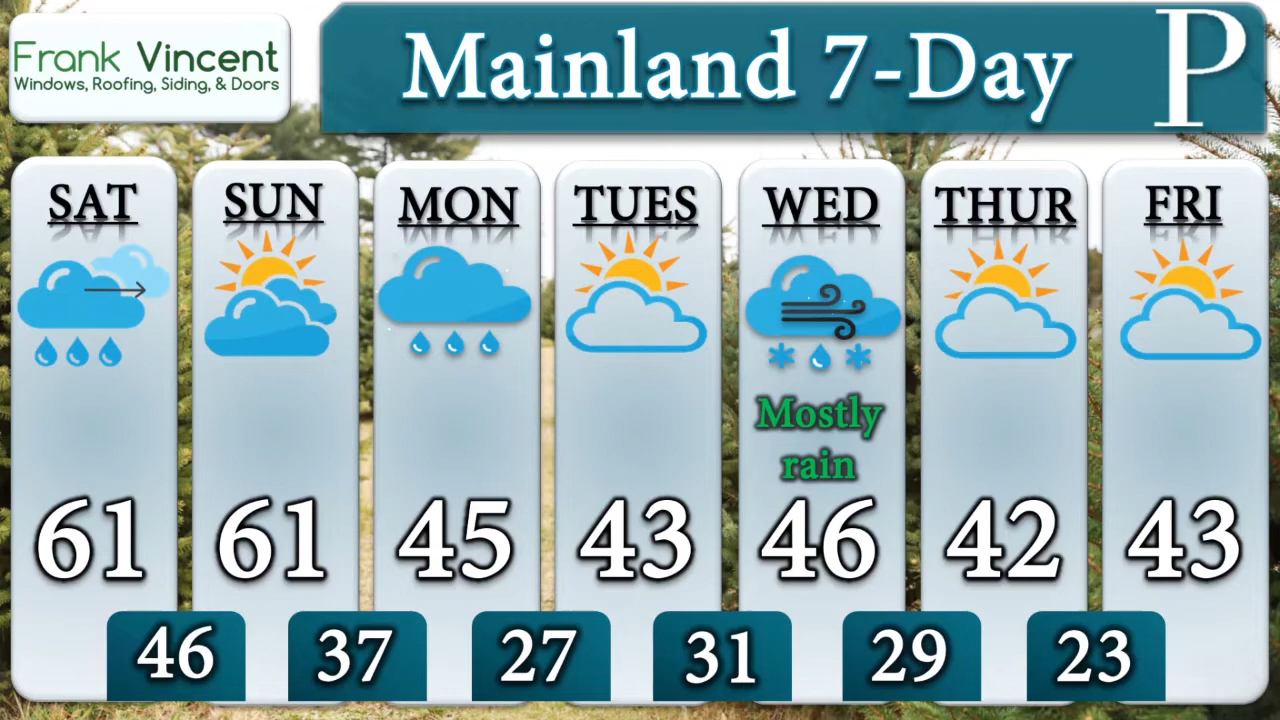 Frank Vincent
Windows, Roofing, Siding, & Doors
Mainland 7-Day
P
SAT
SUN
MON
TUES
WED
THUR
FRI
Mostly
rain
61
61
45
43
46
42
43
46
37
27
31
29
23